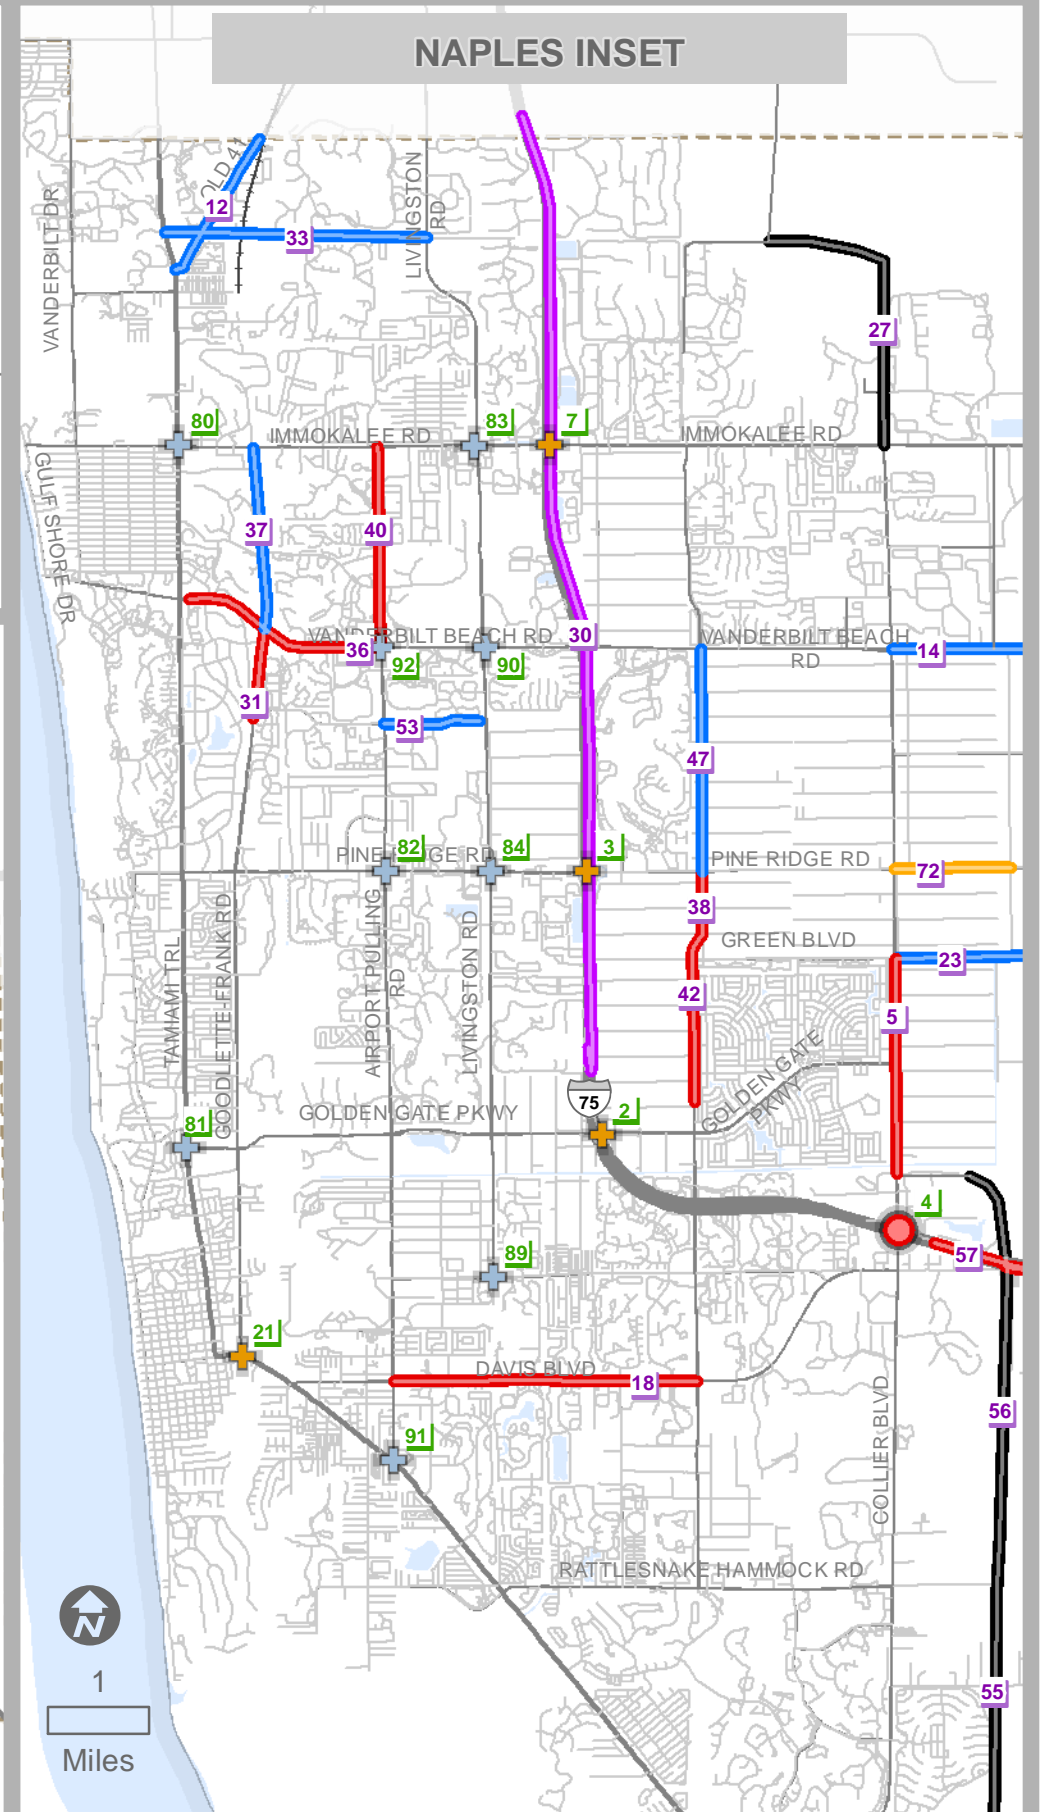 NAPLES INSET
OLD 41
LIVINGSTON
RD
VANDERBILT DR
12
33
27
80
83
7
IMMOKALEE RD
IMMOKALEE RD
GULF SHORE DR
37
40
VANDERBILT BEACH RD
30
VANDERBILT BEACH
RD
36
92
90
14
31
53
47
82
84
3
PINE RIDGE RD
PINE RIDGE RD
72
38
GREEN BLVD
23
TAMIAMI TRL
GOODLETTE-FRANK RD
AIRPORT PULLING
RD
LIVINGSTON RD
42
5
GOLDEN GATE
PKWY
75
81
GOLDEN GATE PKWY
2
4
57
89
21
DAVIS BLVD
18
COLLIER BLVD
56
91
RATTLESNAKE HAMMOCK RD
N
1
55
Miles